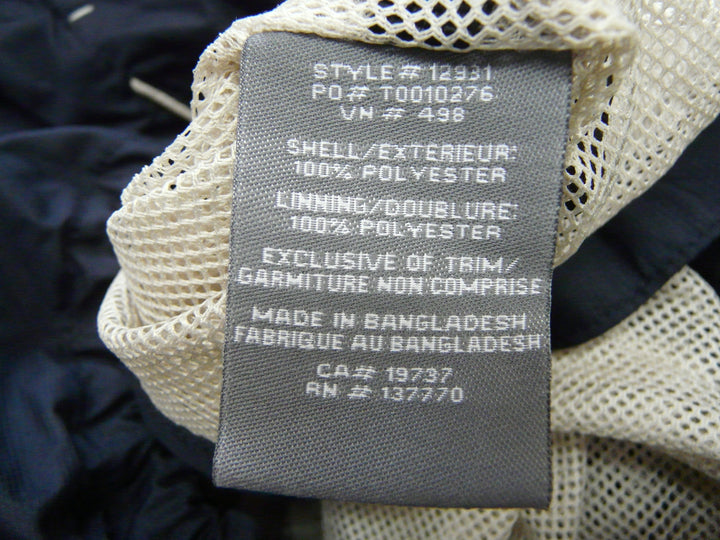 STYLE# 12931
PO# T0010276
VN# 498
SHELL/EXTERIEUR:
100% POLYESTER
LINNING/DOUBLURE:
100% POLYESTER
EXCLUSIVE OF TRIM/
GARMITURE NON COMPRISE
MADE IN BANGLADESH
FABRIQUE AU BANGLADESH
CA# 19737
RN# 137770